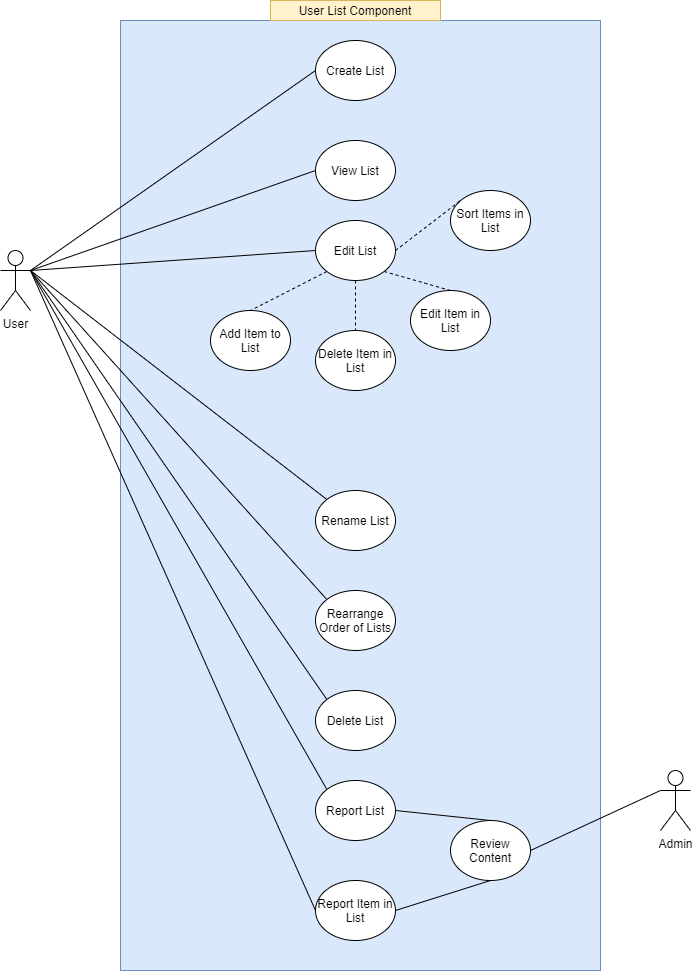 User List Component
Create List
View List
Sort Items in
List
Edit List
Add Item to
List
Delete Item in
List
Edit Item in
List
User
Rename List
Rearrange
Order of Lists
Delete List
Report List
Review
Content
Admin
Report Item in
List